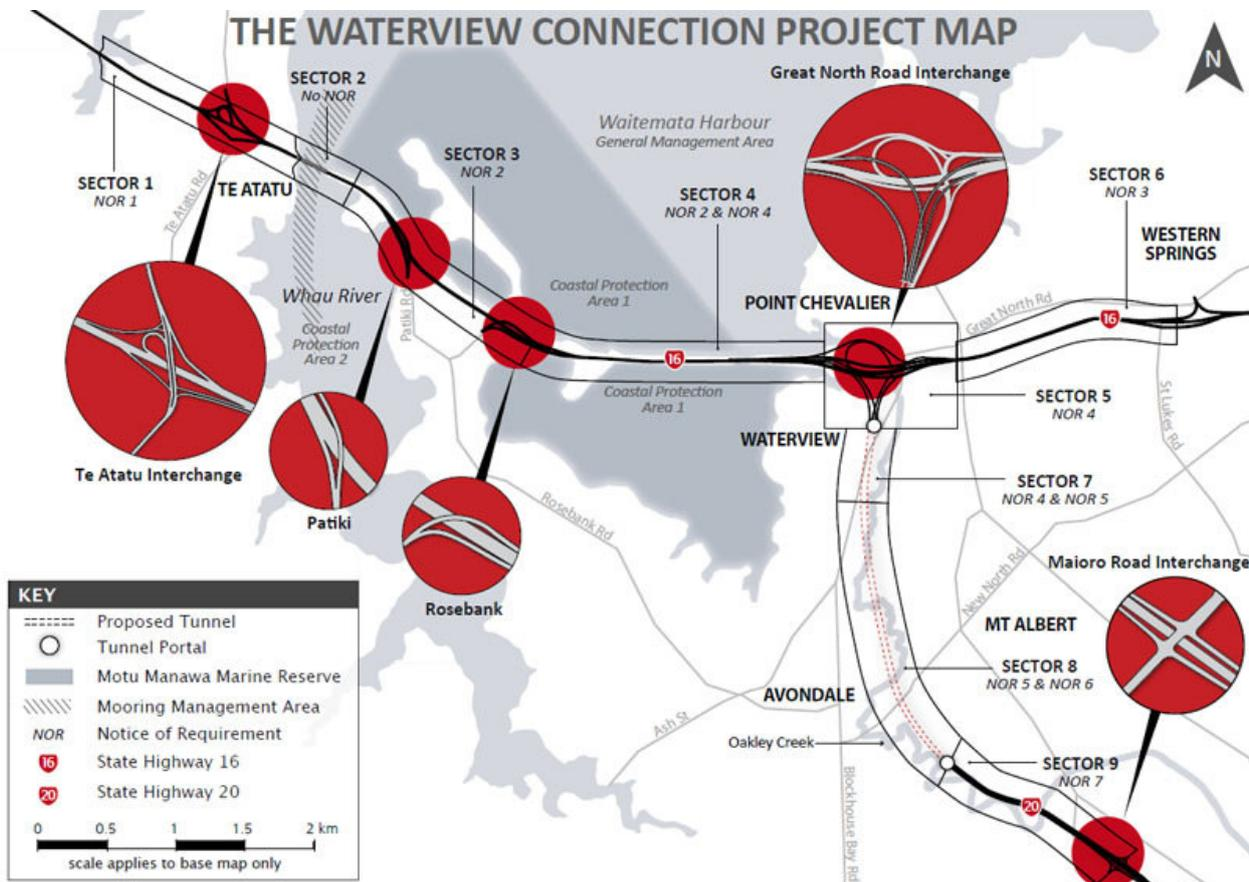 THE WATERVIEW CONNECTION PROJECT MAP
N
Great North Road Interchange
SECTOR 2
No NOR
Waitemata Harbour
General Management Area
SECTOR 3
NOR 2
SECTOR 1
NOR 1
Te Atatu Rd
TE ATATU
SECTOR 4
NOR 2 & NOR 4
SECTOR 6
NOR 3
WESTERN
SPRINGS
Whau River
Coastal
Protection
Area 2
Patiki Rd
Coastal Protection
Area 1
POINT CHEVALIER
Great North Rd
16
16
Coastal Protection
Area 1
SECTOR 5
NOR 4
St Lukes Rd
WATERVIEW
Te Atatu Interchange
Patiki
Rosebank Rd
SECTOR 7
NOR 4 & NOR 5
Rosebank
New North Rd
Maioro Road Interchange
MT ALBERT
SECTOR 8
NOR 5 & NOR 6
AVONDALE
Ash St
Oakley Creek
SECTOR 9
NOR 7
Blockhouse Bay Rd
20
KEY
Proposed Tunnel
Tunnel Portal
Motu Manawa Marine Reserve
Mooring Management Area
NOR Notice of Requirement
16 State Highway 16
20 State Highway 20
0 0.5 1 1.5 2 km
scale applies to base map only